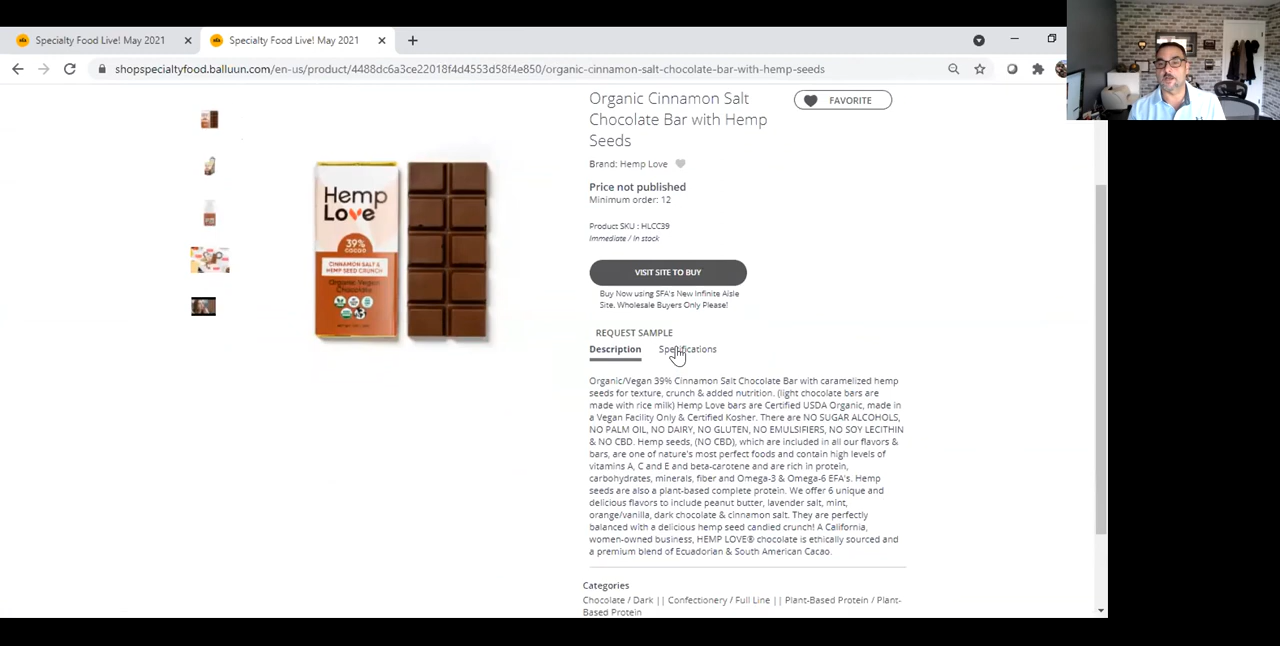 Specialty Food Live! May 2021
Specialty Food Live! May 2021
shopspecialtyfood.balluun.com/en-us/product/
/organic-cinnamon-salt-chocolate-bar-with-hemp-seeds
Organic Cinnamon Salt
Chocolate Bar with Hemp
Seeds
FAVORITE
Brand: Hemp Love
Price not published
Minimum order: 12
Product SKU : HLCC39
Immediate / In stock
VISIT SITE TO BUY
Buy Now using SFA's New Infinite Aisle
Site. Wholesale Buyers Only Please!
REQUEST SAMPLE
Description Specifications
Organic/Vegan 39% Cinnamon Salt Chocolate Bar with caramelized hemp
seeds for texture, crunch & added nutrition. (light chocolate bars are
made with rice milk) Hemp Love bars are Certified USDA Organic, made in
a Vegan Facility Only & Certified Kosher. There are NO SUGAR ALCOHOLS,
NO PALM OIL, NO DAIRY, NO GLUTEN, NO EMULSIFIERS, NO SOY LECITHIN
& NO CBD. Hemp seeds, (NO CBD), which are included in all our flavors &
bars, are one of nature's most perfect foods and contain high levels of
vitamins A, C and E and beta-carotene and are rich in protein,
carbohydrates, minerals, fiber and Omega-3 & Omega-6 EFA's. Hemp
seeds are also a plant-based complete protein. We offer 6 unique and
delicious flavors to include peanut butter, lavender salt, mint,
orange/vanilla, dark chocolate & cinnamon salt. They are perfectly
balanced with a delicious hemp seed candied crunch! A California,
women-owned business, HEMP LOVE® chocolate is ethically sourced and
a premium blend of Ecuadorian & South American Cacao.
Categories
Chocolate / Dark || Confectionery / Full Line || Plant-Based Protein / Plant-
Based Protein
Hemp
Love
39%
COCOA
CINNAMON SALT &
HEMP SEED CRUNCH
Organic Vegan
Chocolate